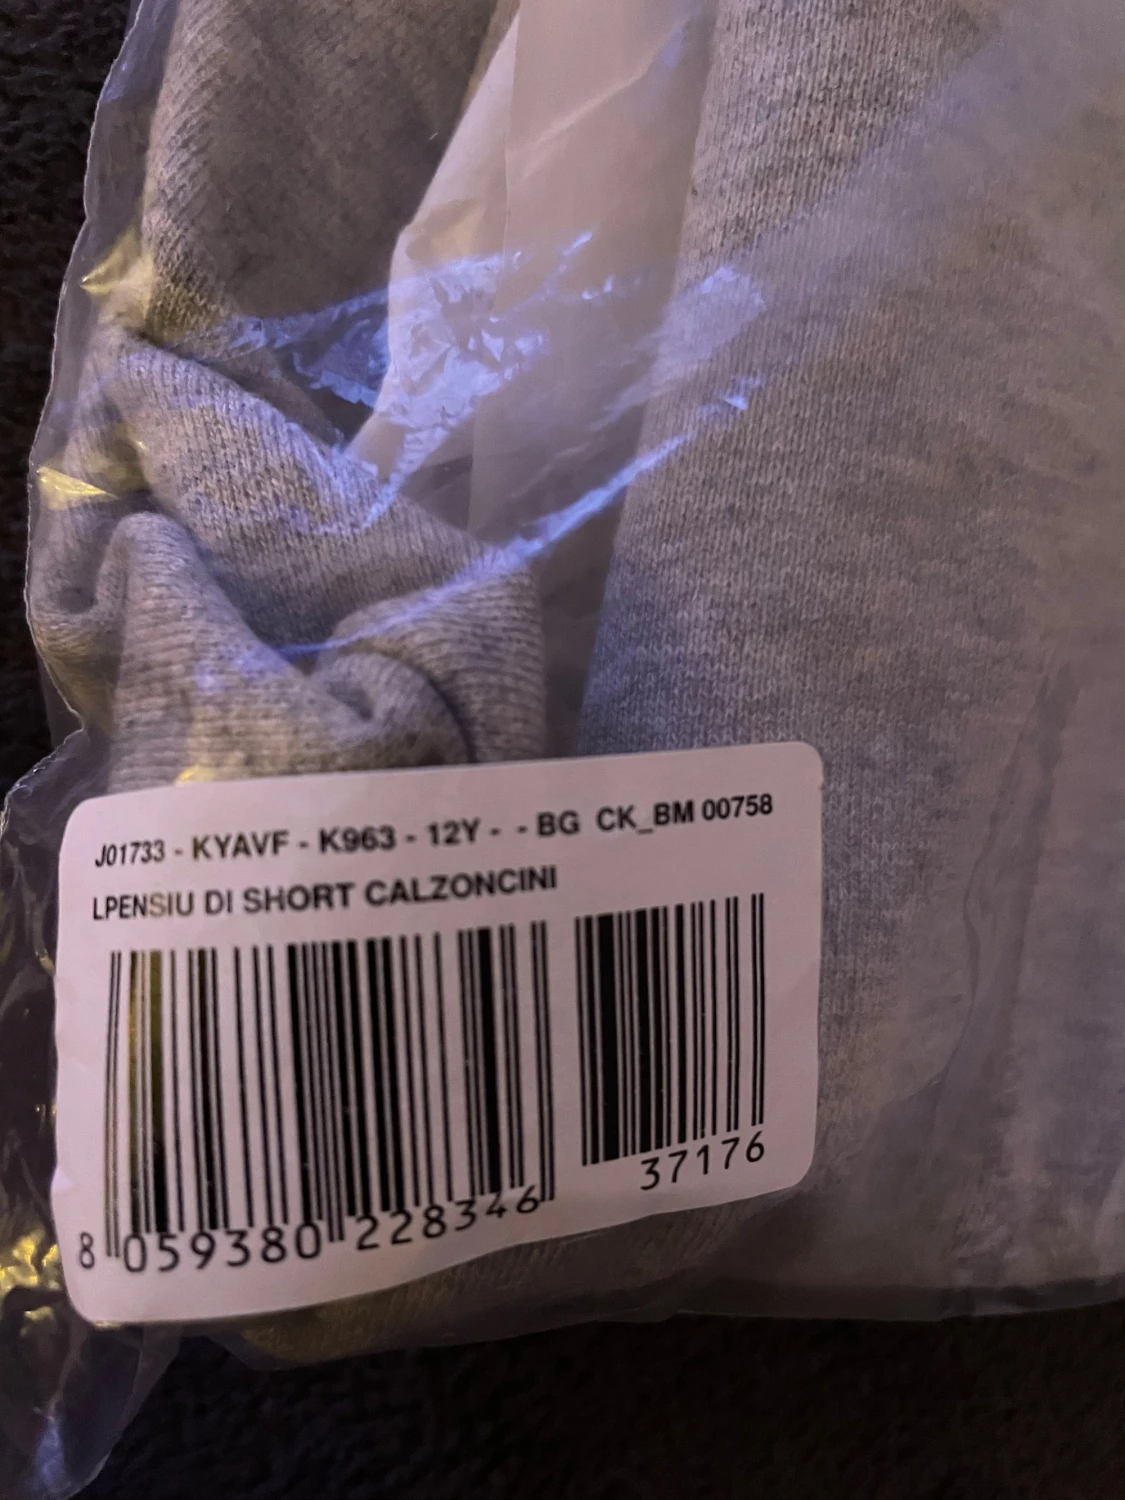 J01733 - KYAVF - K963 - 12Y - - BG CK_BM 00758
LPENSIU DI SHORT CALZONCINI
37176
8 059380 228346